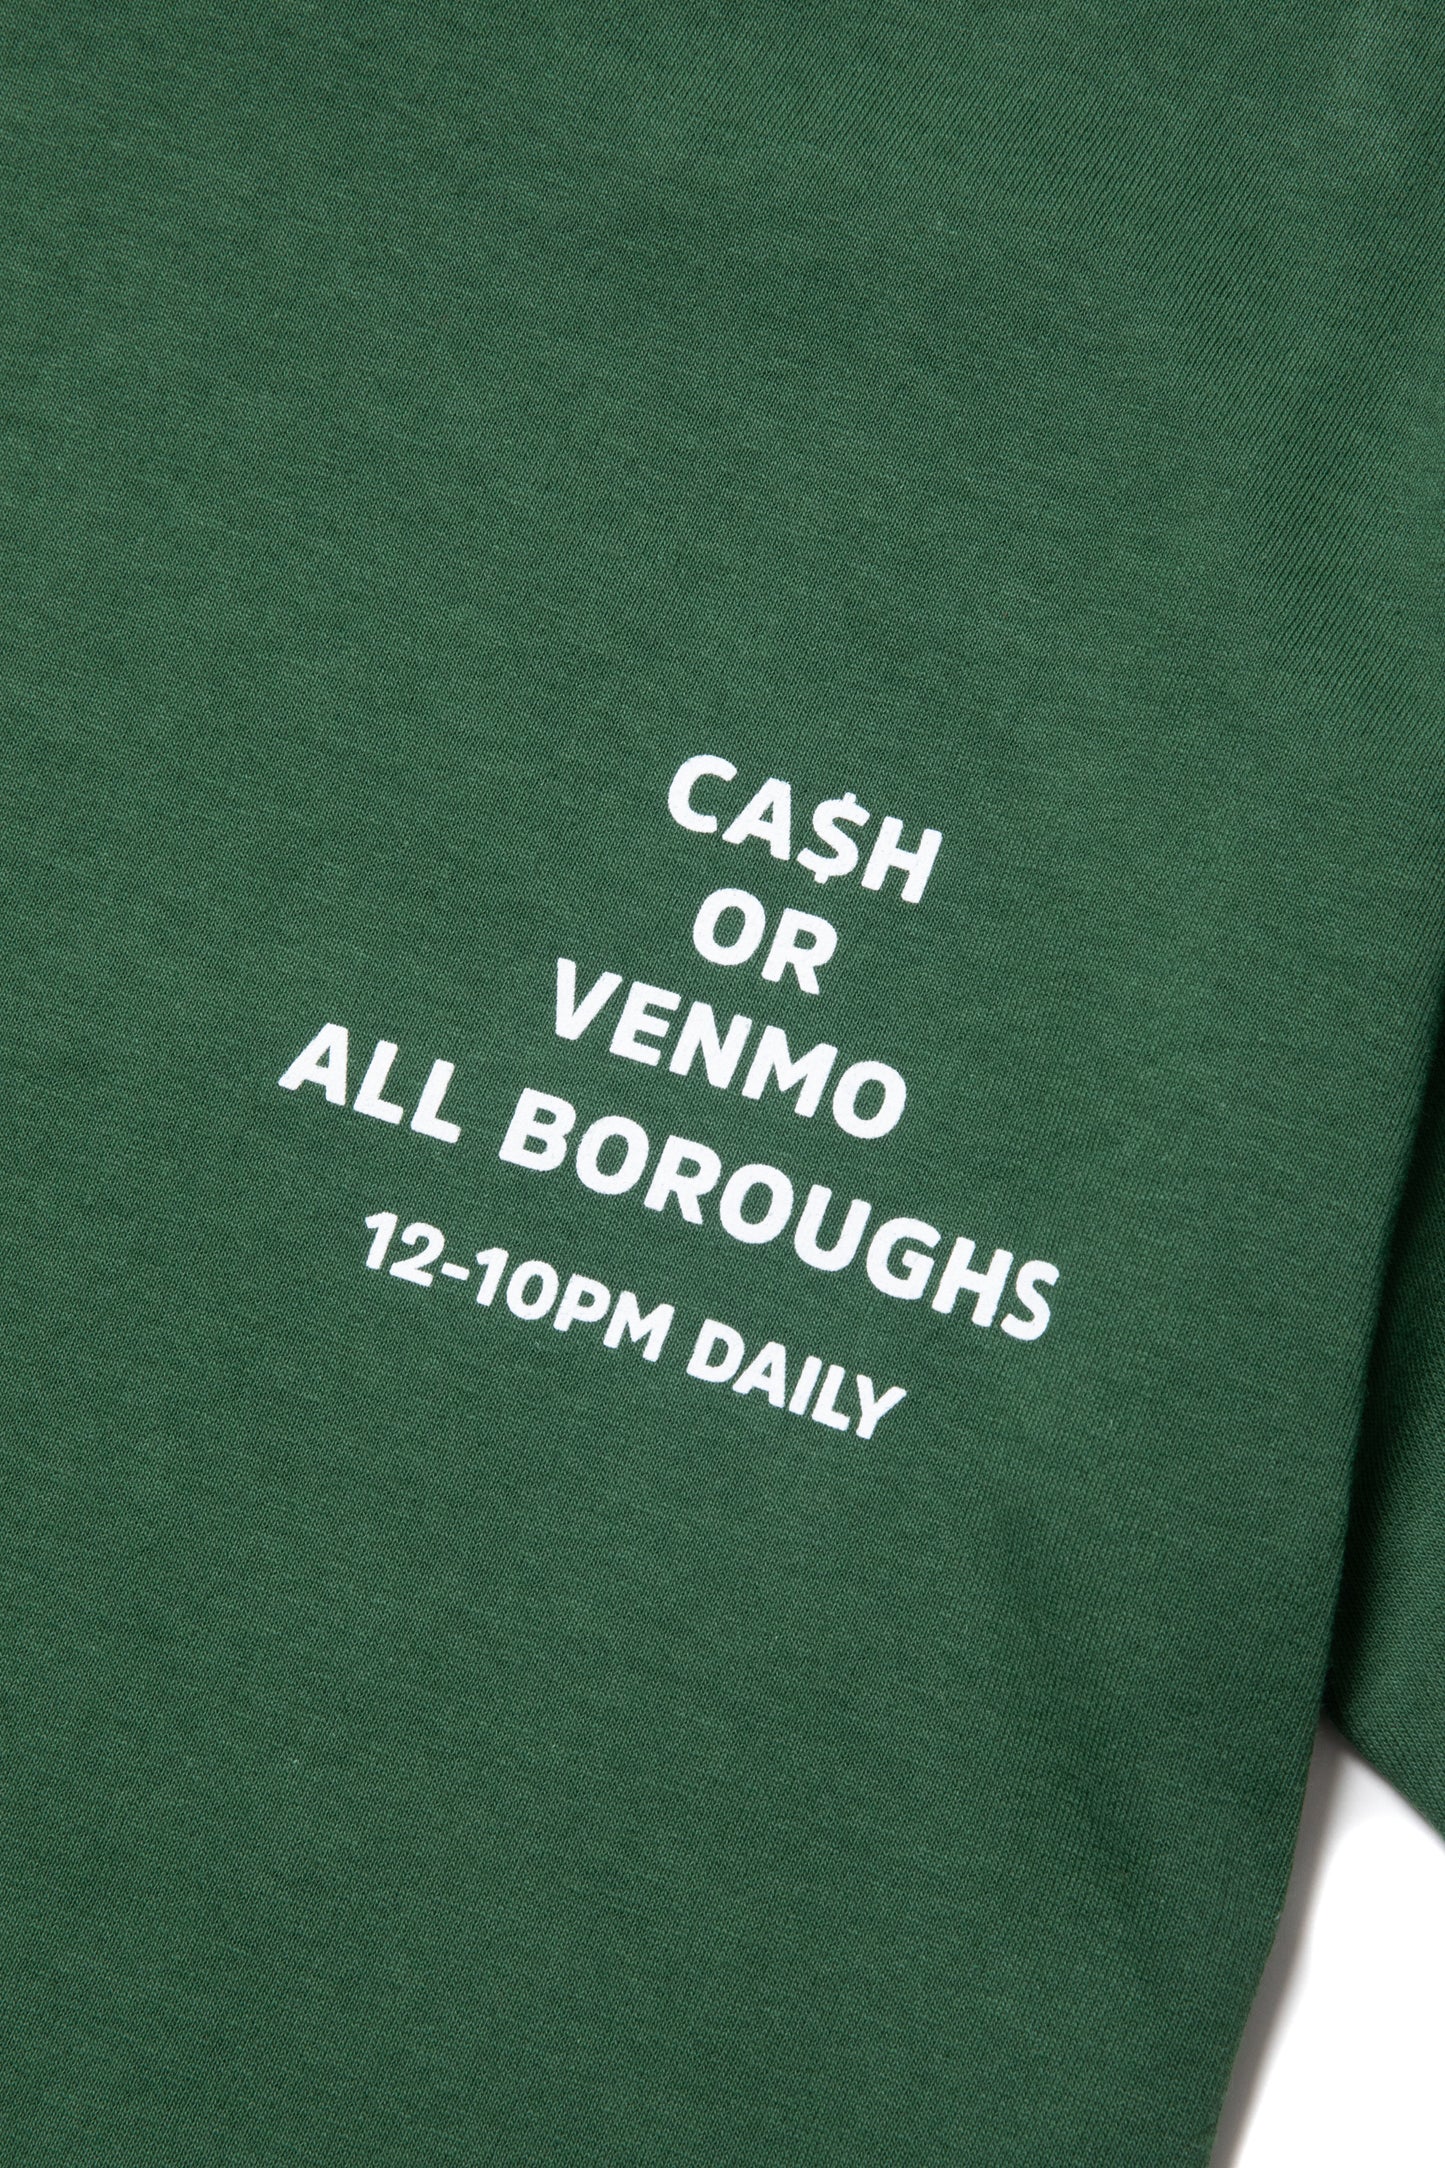 CA$H
OR
VENMO
ALL BOROUGHS
12-10PM DAILY